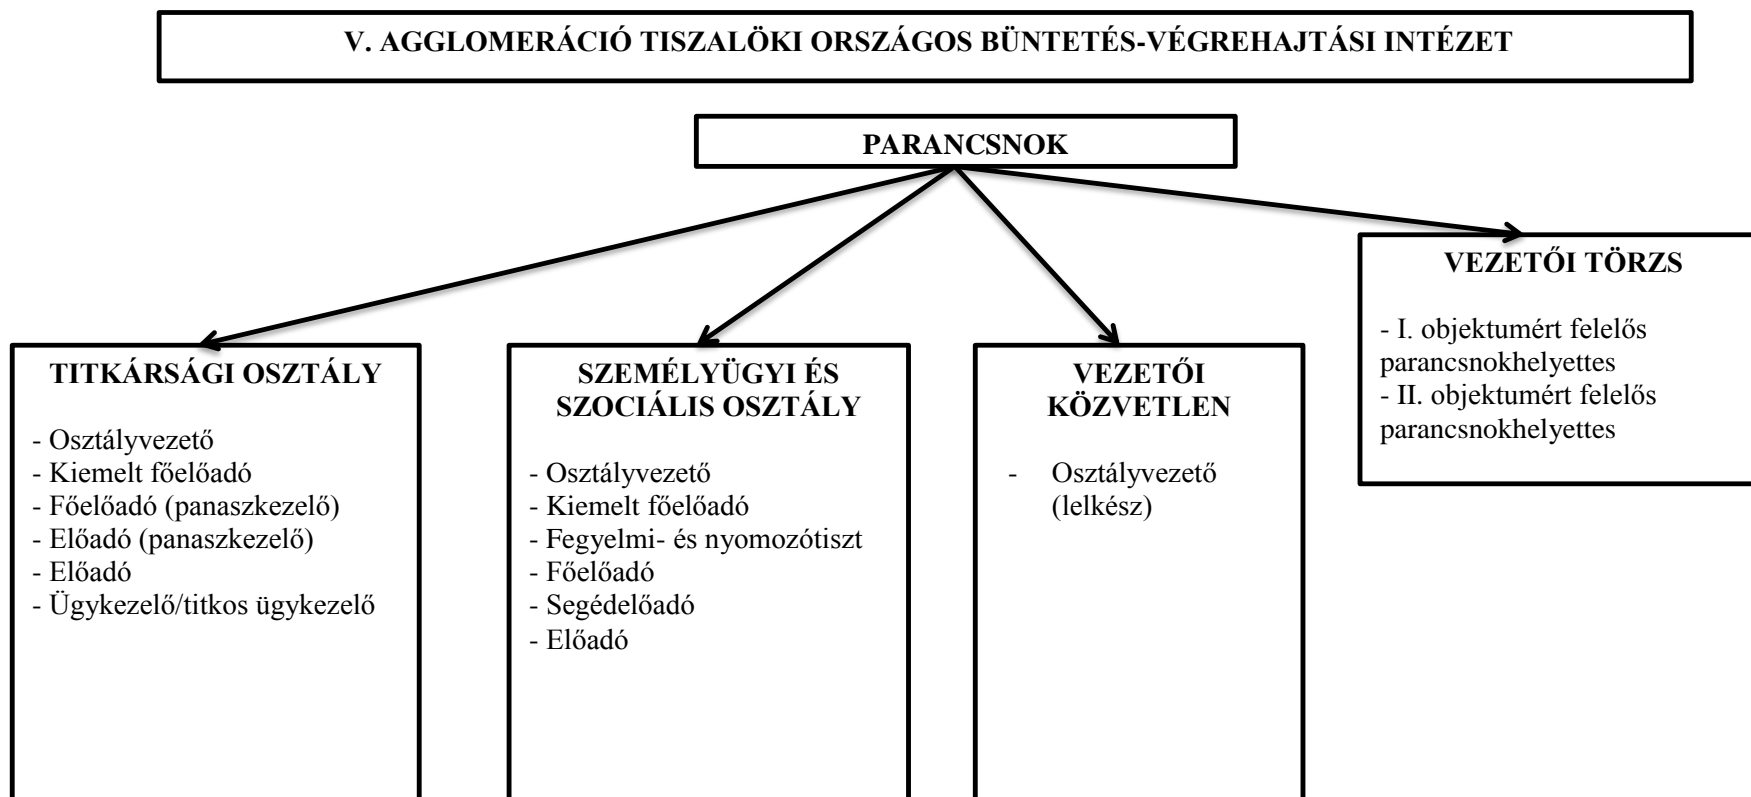 V. AGGLOMERÁCIÓ TISZALÖKI ORSZÁGOS BÜNTETÉS-VÉGREHAJTÁSI INTÉZET
PARANCSNOK
TITKÁRSÁGI OSZTÁLY
- Osztályvezető
- Kiemelt főelőadó
- Főelőadó (panaszkezelő)
- Előadó (panaszkezelő)
- Előadó
- Ügykezelő/titkos ügykezelő
SZEMÉLYÜGYI ÉS
SZOCIÁLIS OSZTÁLY
- Osztályvezető
- Kiemelt főelőadó
- Fegyelmi- és nyomozótiszt
- Főelőadó
- Segédelőadó
- Előadó
VEZETŐI
KÖZVETLEN
- Osztályvezető
(lelkész)
VEZETŐI TÖRZS
- I. objektumért felelős
parancsnokhelyettes
- II. objektumért felelős
parancsnokhelyettes